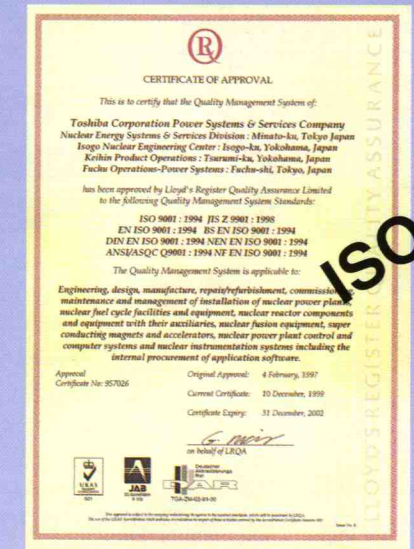 R
CERTIFICATE OF APPROVAL
This is to certify that the Quality Management System of:
Toshiba Corporation Power Systems & Services Company
Nuclear Energy Systems & Services Division : Minato-ku, Tokyo Japan
Isogo Nuclear Engineering Center : Isogo-ku, Yokohama, Japan
Keihin Product Operations : Tsurumi-ku, Yokohama, Japan
Fuchu Operations-Power Systems : Fuchu-shi, Tokyo, Japan
has been approved by Lloyd's Register Quality Assurance Limited
to the following Quality Management System Standards:
ISO 9001 : 1994 JIS Z 9901 : 1998
EN ISO 9001 : 1994 BS EN ISO 9001 : 1994
DIN EN ISO 9001 : 1994 NEN EN ISO 9001 : 1994
ANSI/ASQC Q9001 : 1994 NF EN ISO 9001 : 1994
The Quality Management System is applicable to:
Engineering, design, manufacture, repair/refurbishment, commissioning,
maintenance and management of installation of nuclear power plant,
nuclear fuel cycle facilities and equipment, nuclear reactor components
and equipment with their auxiliaries, nuclear fusion equipment, super
conducting magnets and accelerators, nuclear power plant control and
computer systems and nuclear instrumentation systems including the
internal procurement of application software.
Approval
Certificate No: 957026
Original Approval: 4 February, 1997
Current Certificate: 10 December, 1999
Certificate Expiry: 31 December, 2002
on behalf of LRQA
UKAS
JAB
DAR
Deutscher
Akkreditierungs
Rat
LLOYD'S REGISTER QUALITY ASSURANCE
ISO